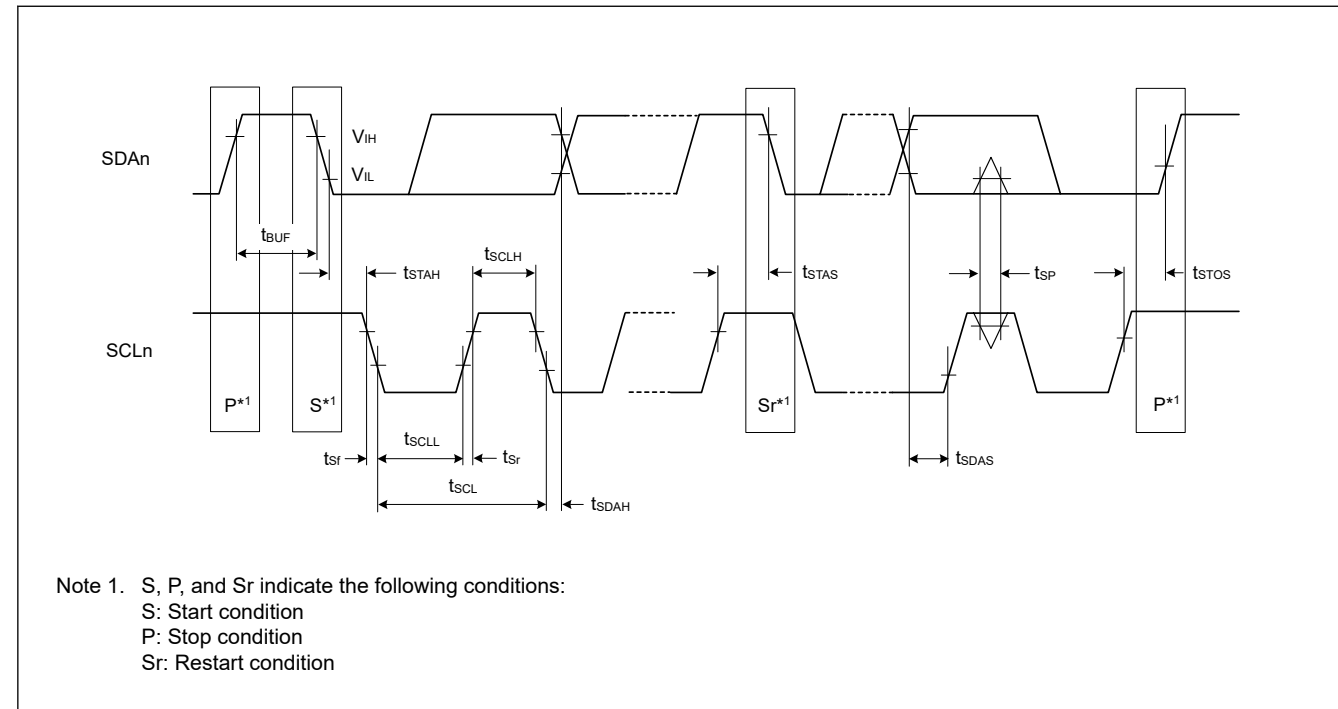 SDAn
VIH
VIL
tBUF
tSTAH
tSCLH
tSTAS
tSP
tSTOS
SCLn
P*1
S*1
Sr*1
P*1
tSf
tSCLL
tSr
tSDAS
tSCL
tSDAH
Note 1. S, P, and Sr indicate the following conditions:
S: Start condition
P: Stop condition
Sr: Restart condition